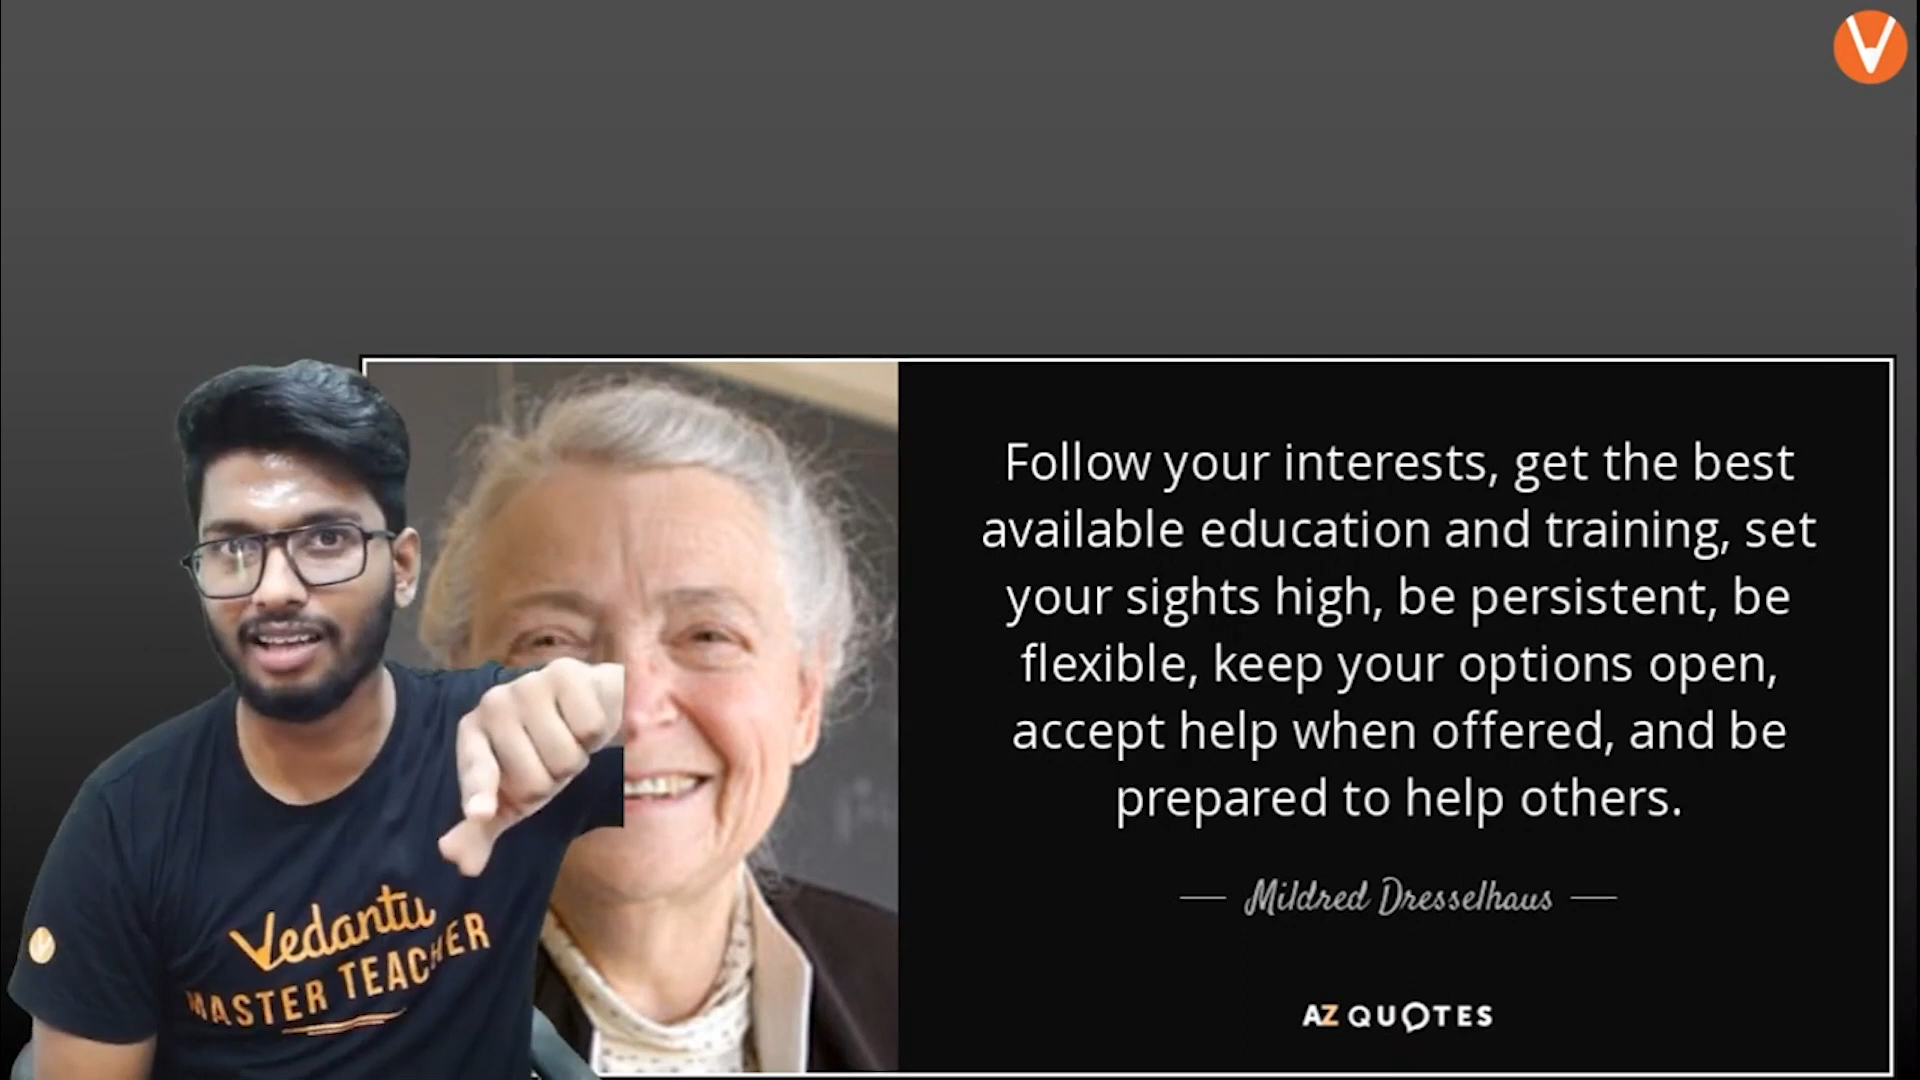 Follow your interests, get the best
available education and training, set
your sights high, be persistent, be
flexible, keep your options open,
accept help when offered, and be
prepared to help others.
Mildred Dresselhaus
AZ QUOTES
Vedantu
MASTER TEACHER